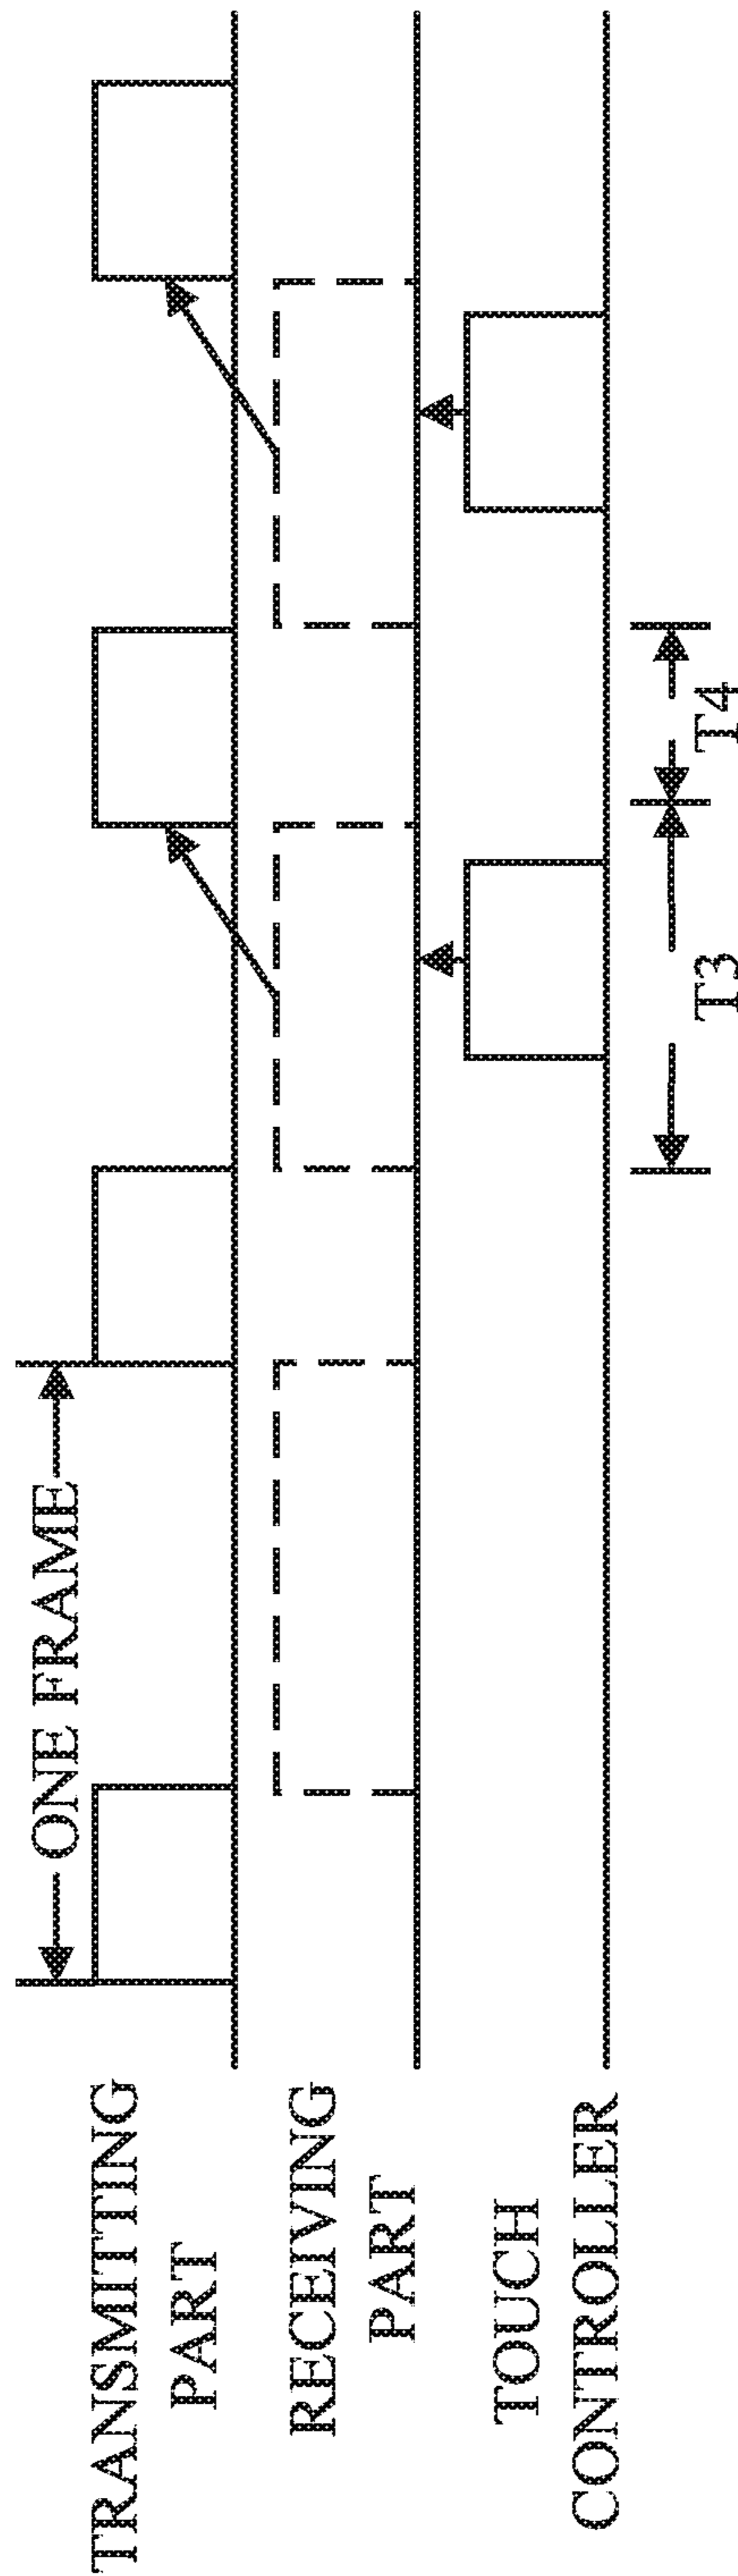 ONE FRAME
TRANSMITTING
PART
RECEIVING
PART
TOUCH
CONTROLLER
T3
T4